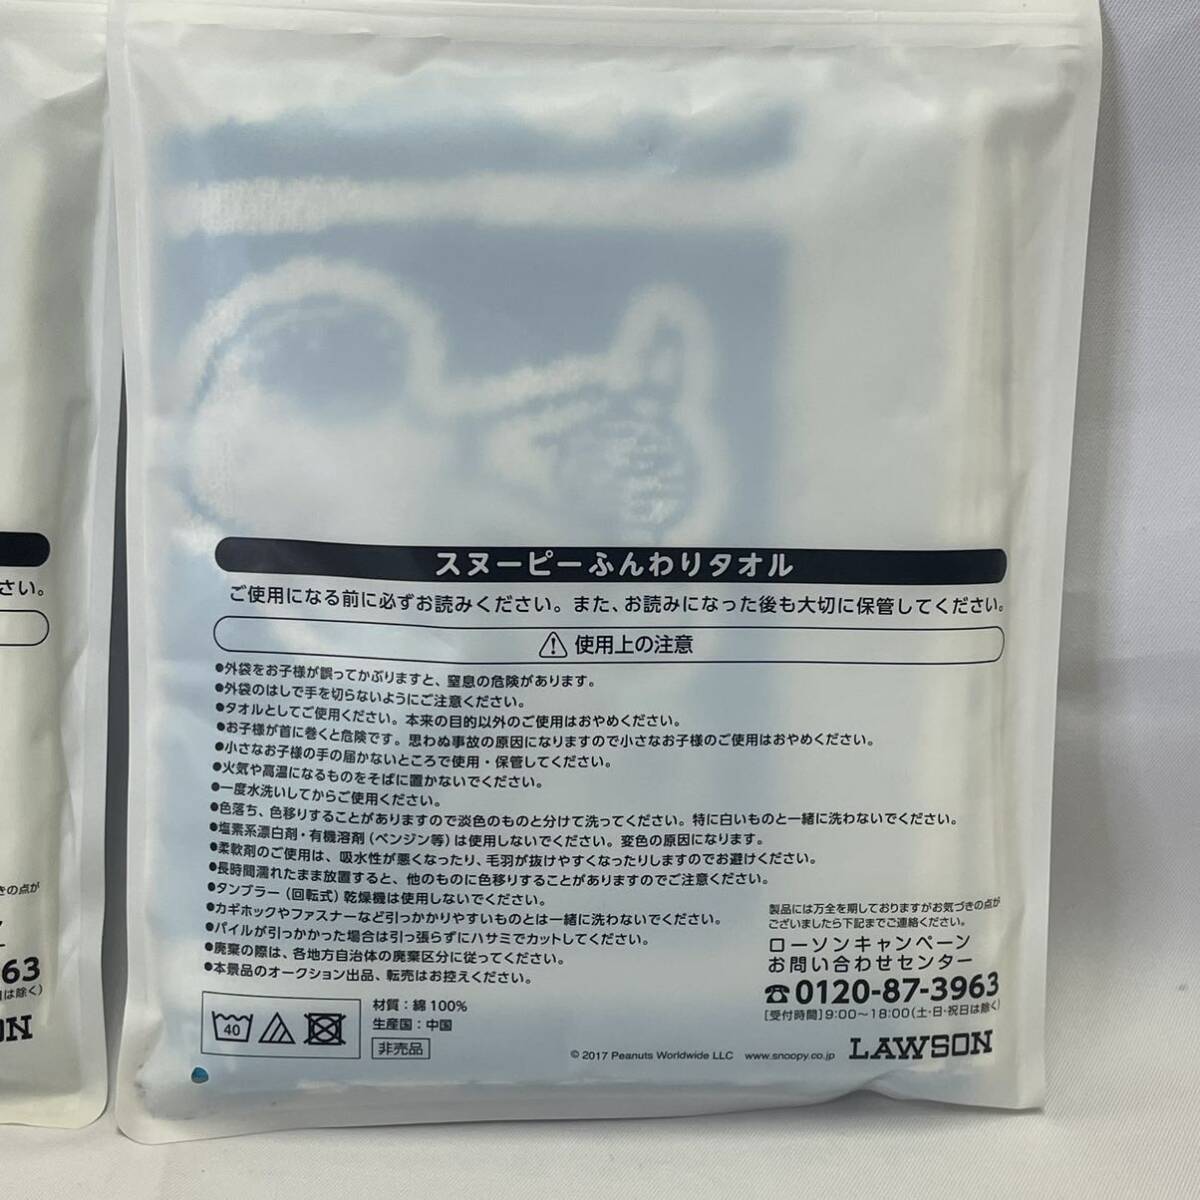 さい。
きの点が
ー
63
は除く)
ON
スヌーピーふんわりタオル
ご使用になる前に必ずお読みください。また、お読みになった後も大切に保管してください。
使用上の注意
●外袋をお子様が誤ってかぶりますと、窒息の危険があります。
●外袋のはしで手を切らないようにご注意ください。
●タオルとしてご使用ください。本来の目的以外のご使用はおやめください。
●お子様が首に巻くと危険です。思わぬ事故の原因になりますので小さなお子様のご使用はおやめください。
●小さなお子様の手の届かないところで使用・保管してください。
●火気や高温になるものをそばに置かないでください。
●一度水洗いしてからご使用ください。
●色落ち、色移りすることがありますので淡色のものと分けて洗ってください。特に白いものと一緒に洗わないでください。
●塩素系漂白剤・有機溶剤(ベンジン等)は使用しないでください。変色の原因になります。
●柔軟剤のご使用は、吸水性が悪くなったり、毛羽が抜けやすくなったりしますのでお避けください。
●長時間濡れたまま放置すると、他のものに色移りすることがありますのでご注意ください。
●タンブラー(回転式)乾燥機は使用しないでください。
●カギホックやファスナーなど引っかかりやすいものとは一緒に洗わないでください。
●パイルが引っかかった場合は引っ張らずにハサミでカットしてください。
●廃棄の際は、各地方自治体の廃棄区分に従ってください。
●本景品のオークション出品、転売はお控えください。
製品には万全を期しておりますがお気づきの点が
ございましたら下記までご連絡ください。
ローソンキャンペーン
お問い合わせセンター
☎0120-87-3963
[受付時間]9:00〜18:00(土・日・祝日は除く)
40
材質：綿100%
生産国：中国
非売品
© 2017 Peanuts Worldwide LLC www.snoopy.co.jp LAWSON